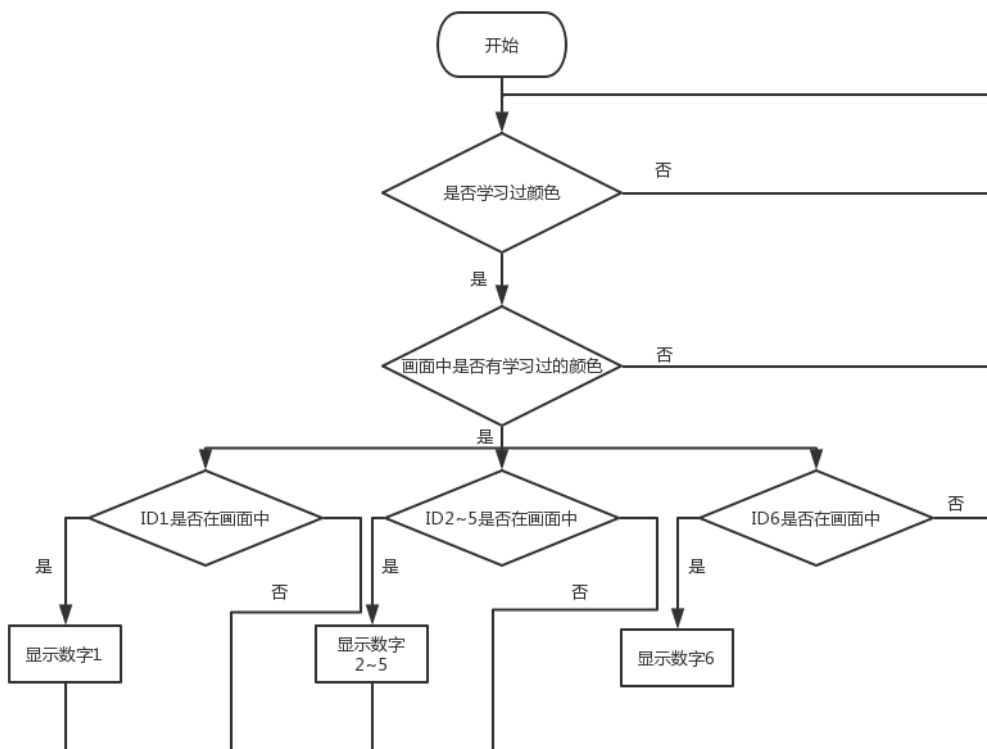 开始
否
是否学习过颜色
是
否
画面中是否有学习过的颜色
是
否
ID1是否在画面中
ID2~5是否在画面中
ID6是否在画面中
是
是
是
否
否
显示数字1
显示数字
2~5
显示数字6